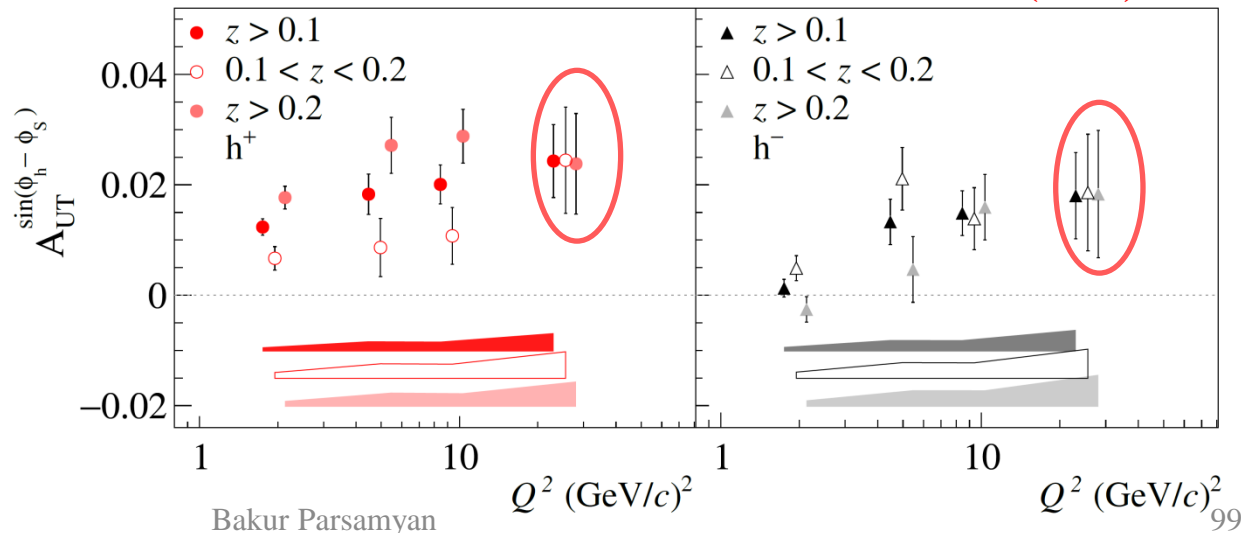 z > 0.1
0.1 < z < 0.2
z > 0.2
h⁺
z > 0.1
0.1 < z < 0.2
z > 0.2
h⁻
A_UT^sin(ϕ_h − ϕ_S)
0.04
0.02
0
−0.02
1 10
Q² (GeV/c)²
1 10
Q² (GeV/c)²
Bakur Parsamyan
99